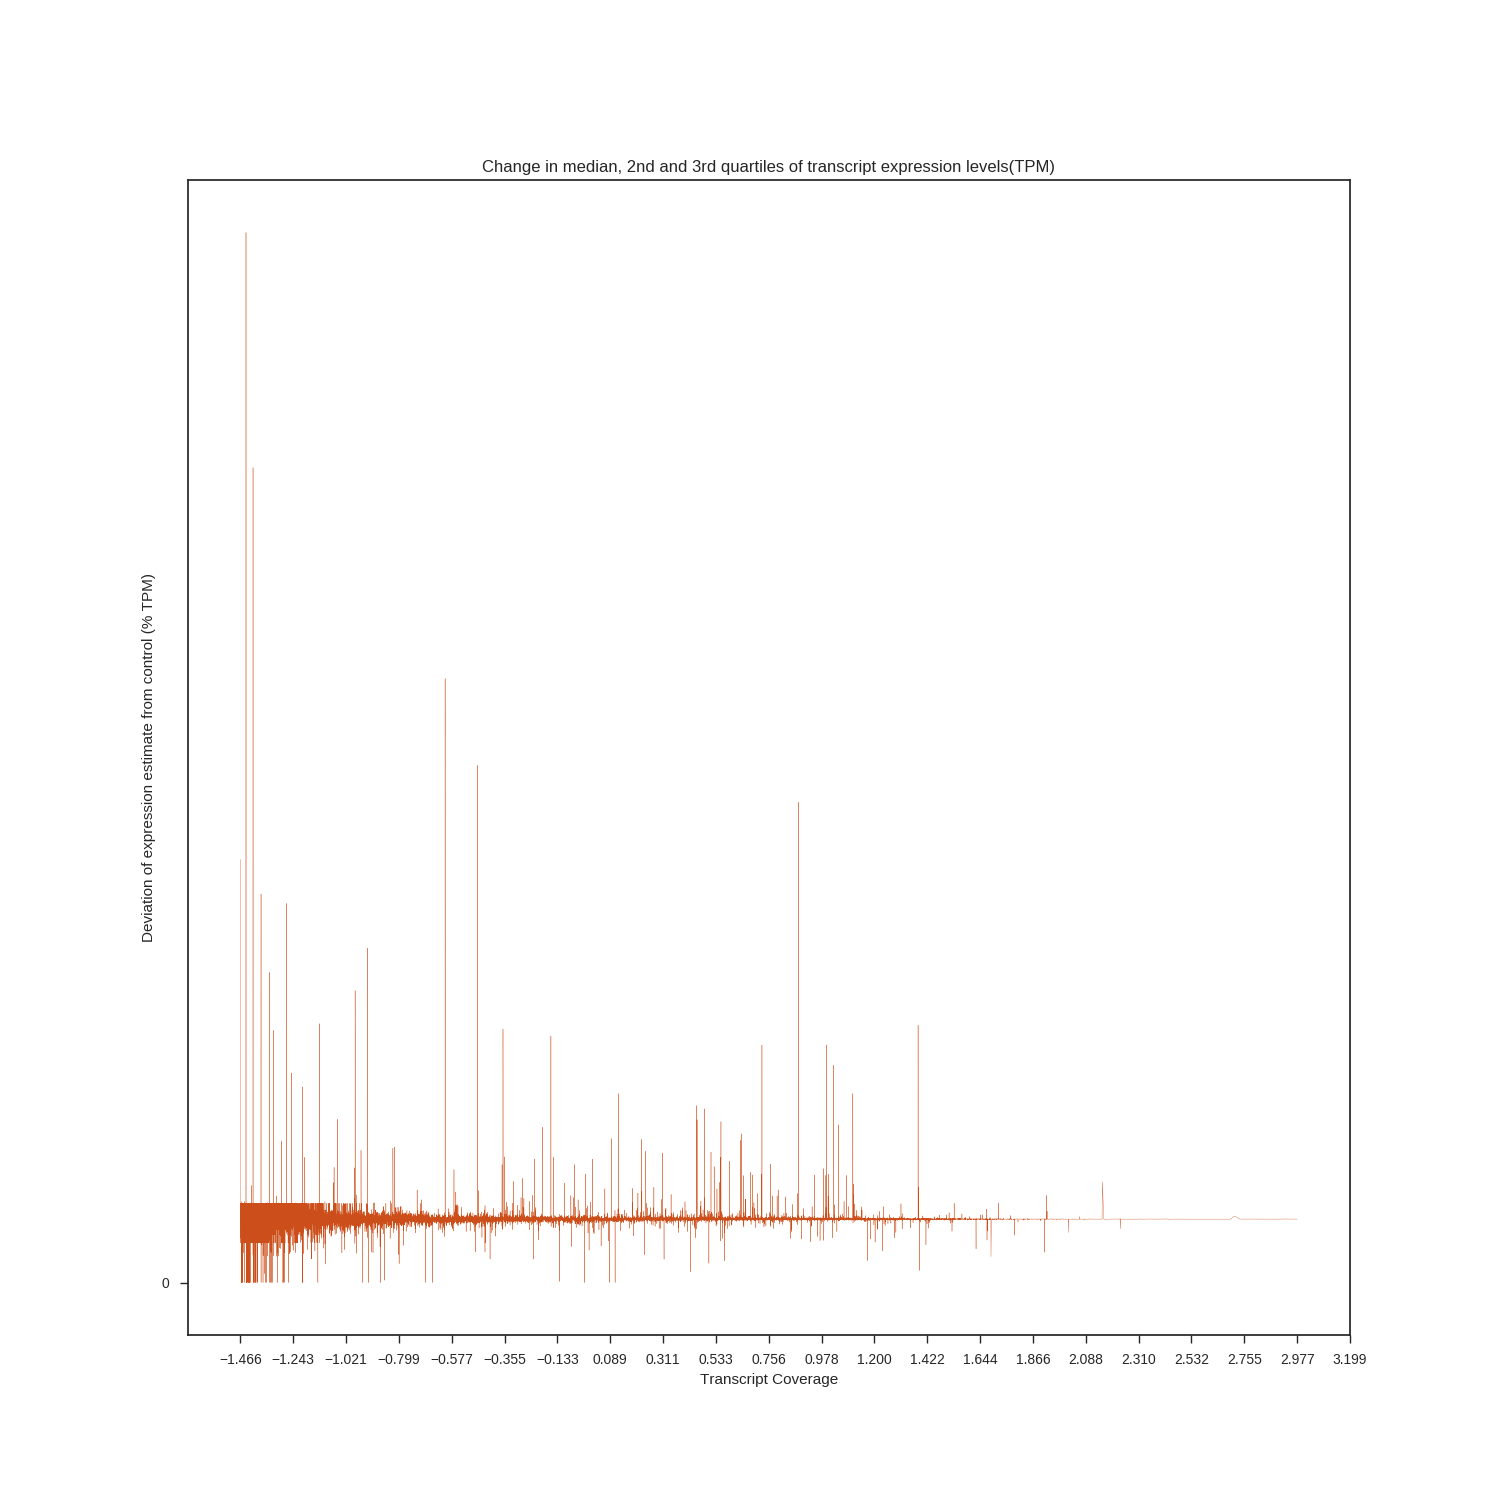 Change in median, 2nd and 3rd quartiles of transcript expression levels(TPM)
Deviation of expression estimate from control (% TPM)
0
−1.466 −1.243 −1.021 −0.799 −0.577 −0.355 −0.133 0.089 0.311 0.533 0.756 0.978 1.200 1.422 1.644 1.866 2.088 2.310 2.532 2.755 2.977 3.199
Transcript Coverage